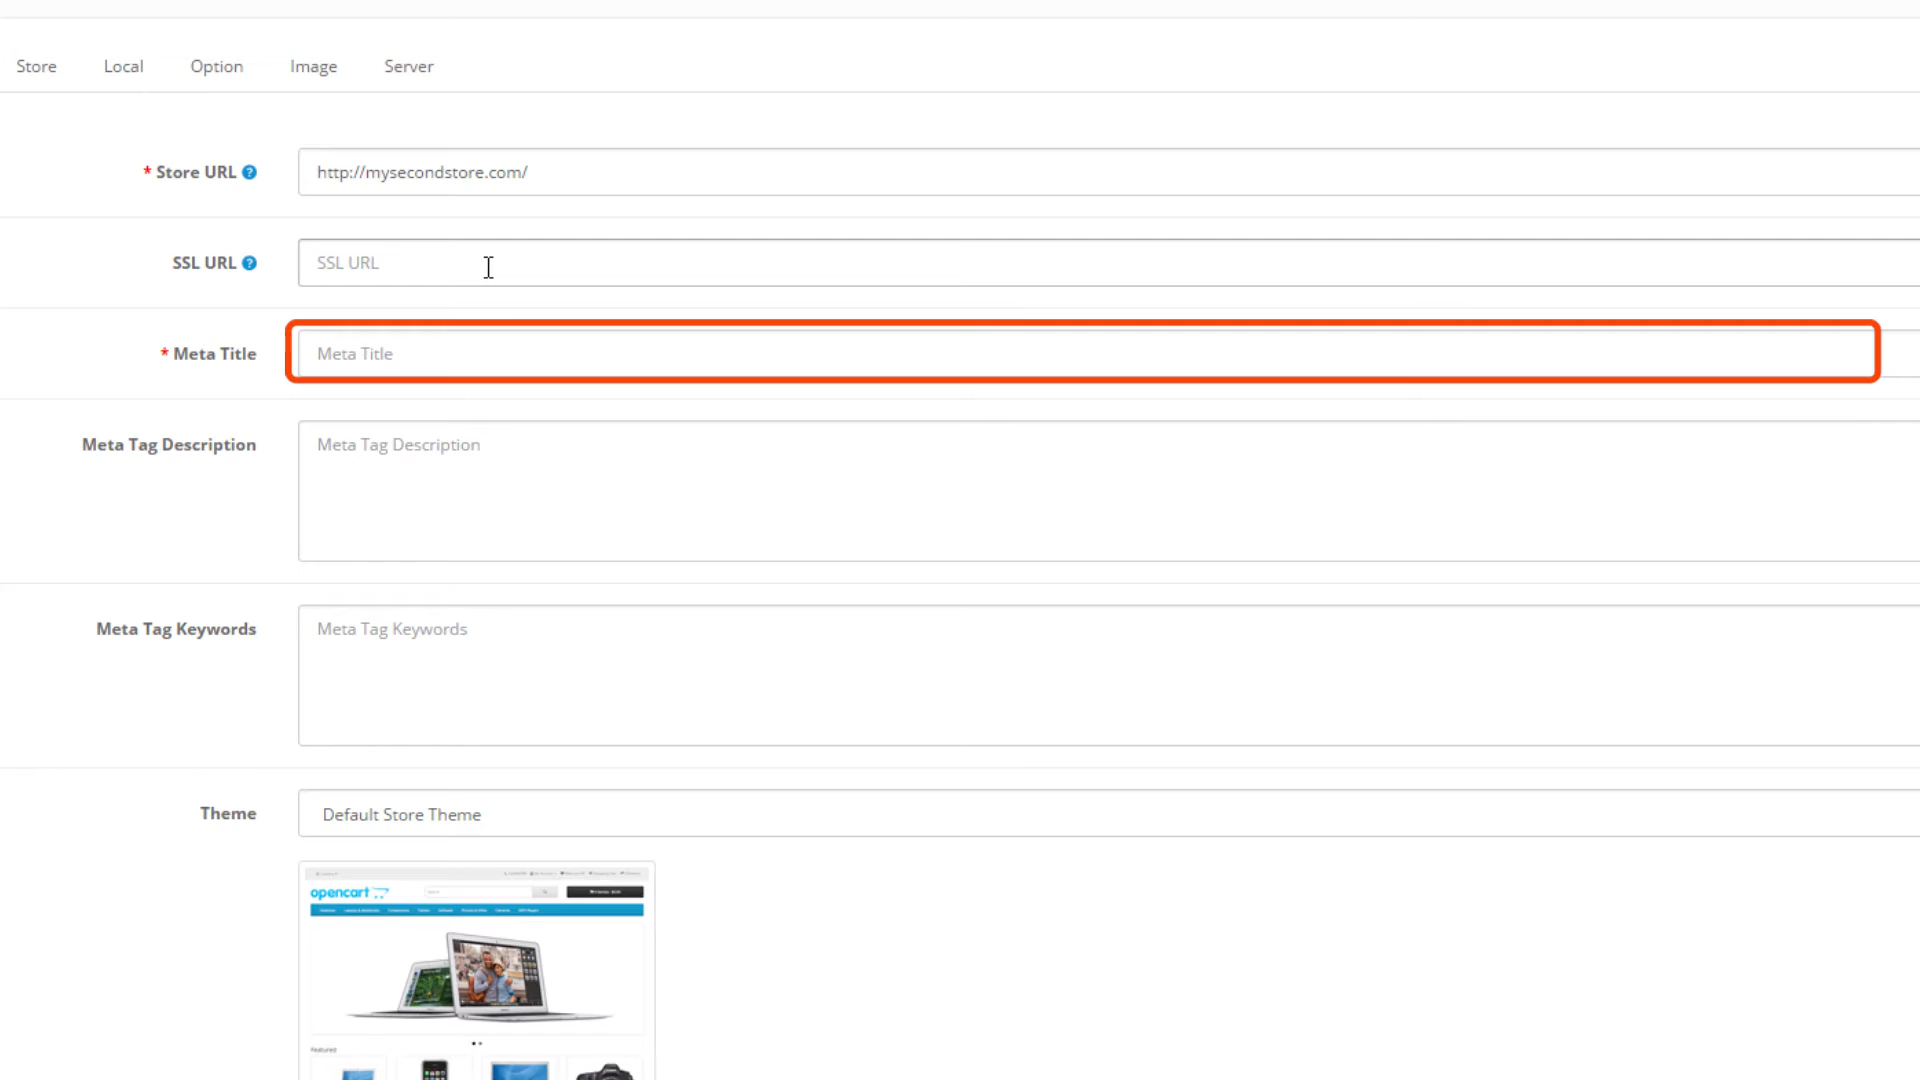 Store Local Option Image Server
* Store URL ? http://mysecondstore.com/
SSL URL ? SSL URL
* Meta Title Meta Title
Meta Tag Description Meta Tag Description
Meta Tag Keywords Meta Tag Keywords
Theme Default Store Theme
opencart
Featured